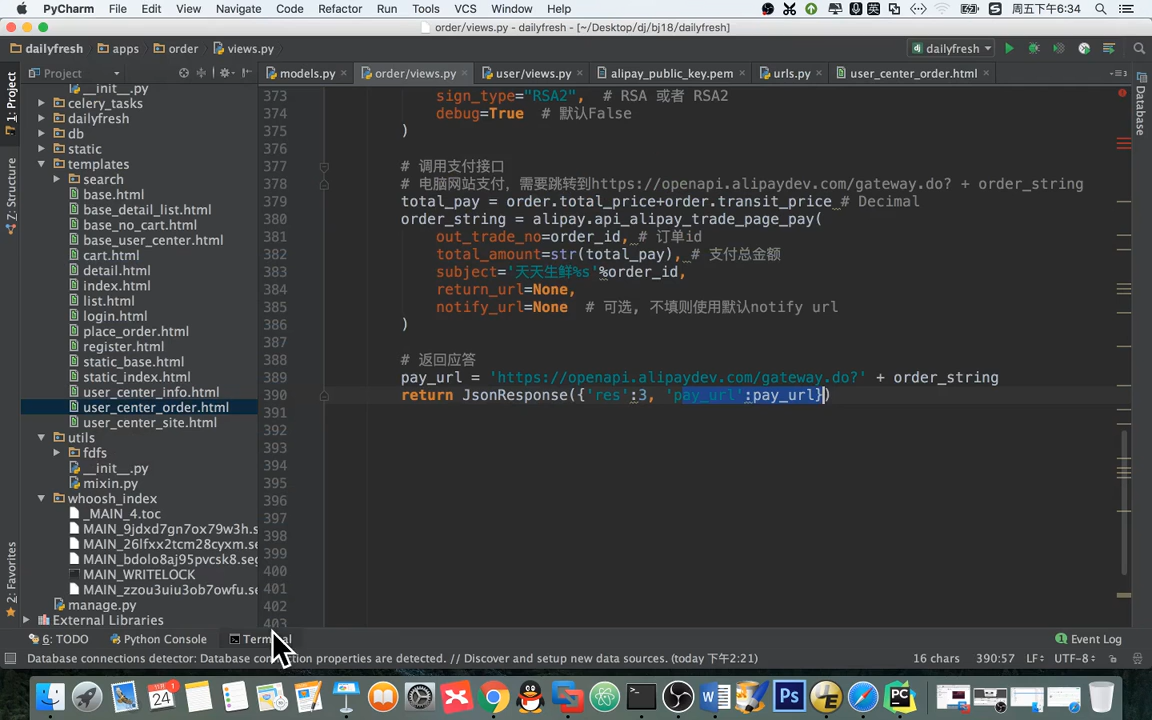 PyCharm File Edit View Navigate Code Refactor Run Tools VCS Window Help 周五下午6:34
order/views.py - dailyfresh - [~/Desktop/dj/bj18/dailyfresh]
dailyfresh apps order views.py dailyfresh
Project models.py order/views.py user/views.py alipay_public_key.pem urls.py user_center_order.html
1: Project
Z: Structure
2: Favorites
Database
__init__.py
celery_tasks
dailyfresh
db
static
templates
search
base.html
base_detail_list.html
base_no_cart.html
base_user_center.html
cart.html
detail.html
index.html
list.html
login.html
place_order.html
register.html
static_base.html
static_index.html
user_center_info.html
user_center_order.html
user_center_site.html
utils
fdfs
__init__.py
mixin.py
whoosh_index
_MAIN_4.toc
MAIN_9jdxd7gn7ox79w3h.s
MAIN_26lfxx2tcm28cyxm.se
MAIN_bdolo8aj95pvcsk8.seg
MAIN_WRITELOCK
MAIN_zzou3uiu3ob7owfu.se
manage.py
External Libraries
373 sign_type="RSA2", # RSA 或者 RSA2
374 debug=True # 默认False
375 )
376
377 # 调用支付接口
378 # 电脑网站支付，需要跳转到https://openapi.alipaydev.com/gateway.do? + order_string
379 total_pay = order.total_price+order.transit_price # Decimal
380 order_string = alipay.api_alipay_trade_page_pay(
381 out_trade_no=order_id, # 订单id
382 total_amount=str(total_pay), # 支付总金额
383 subject='天天生鲜%s'%order_id,
384 return_url=None,
385 notify_url=None # 可选, 不填则使用默认notify url
386 )
387
388 # 返回应答
389 pay_url = 'https://openapi.alipaydev.com/gateway.do?' + order_string
390 return JsonResponse({'res':3, 'pay_url':pay_url})
391
392
393
394
395
396
397
398
399
400
401
402
403
6: TODO Python Console Terminal Event Log
Database connections detector: Database connection properties are detected. // Discover and setup new data sources. (today 下午2:21) 16 chars 390:57 LF÷ UTF-8÷